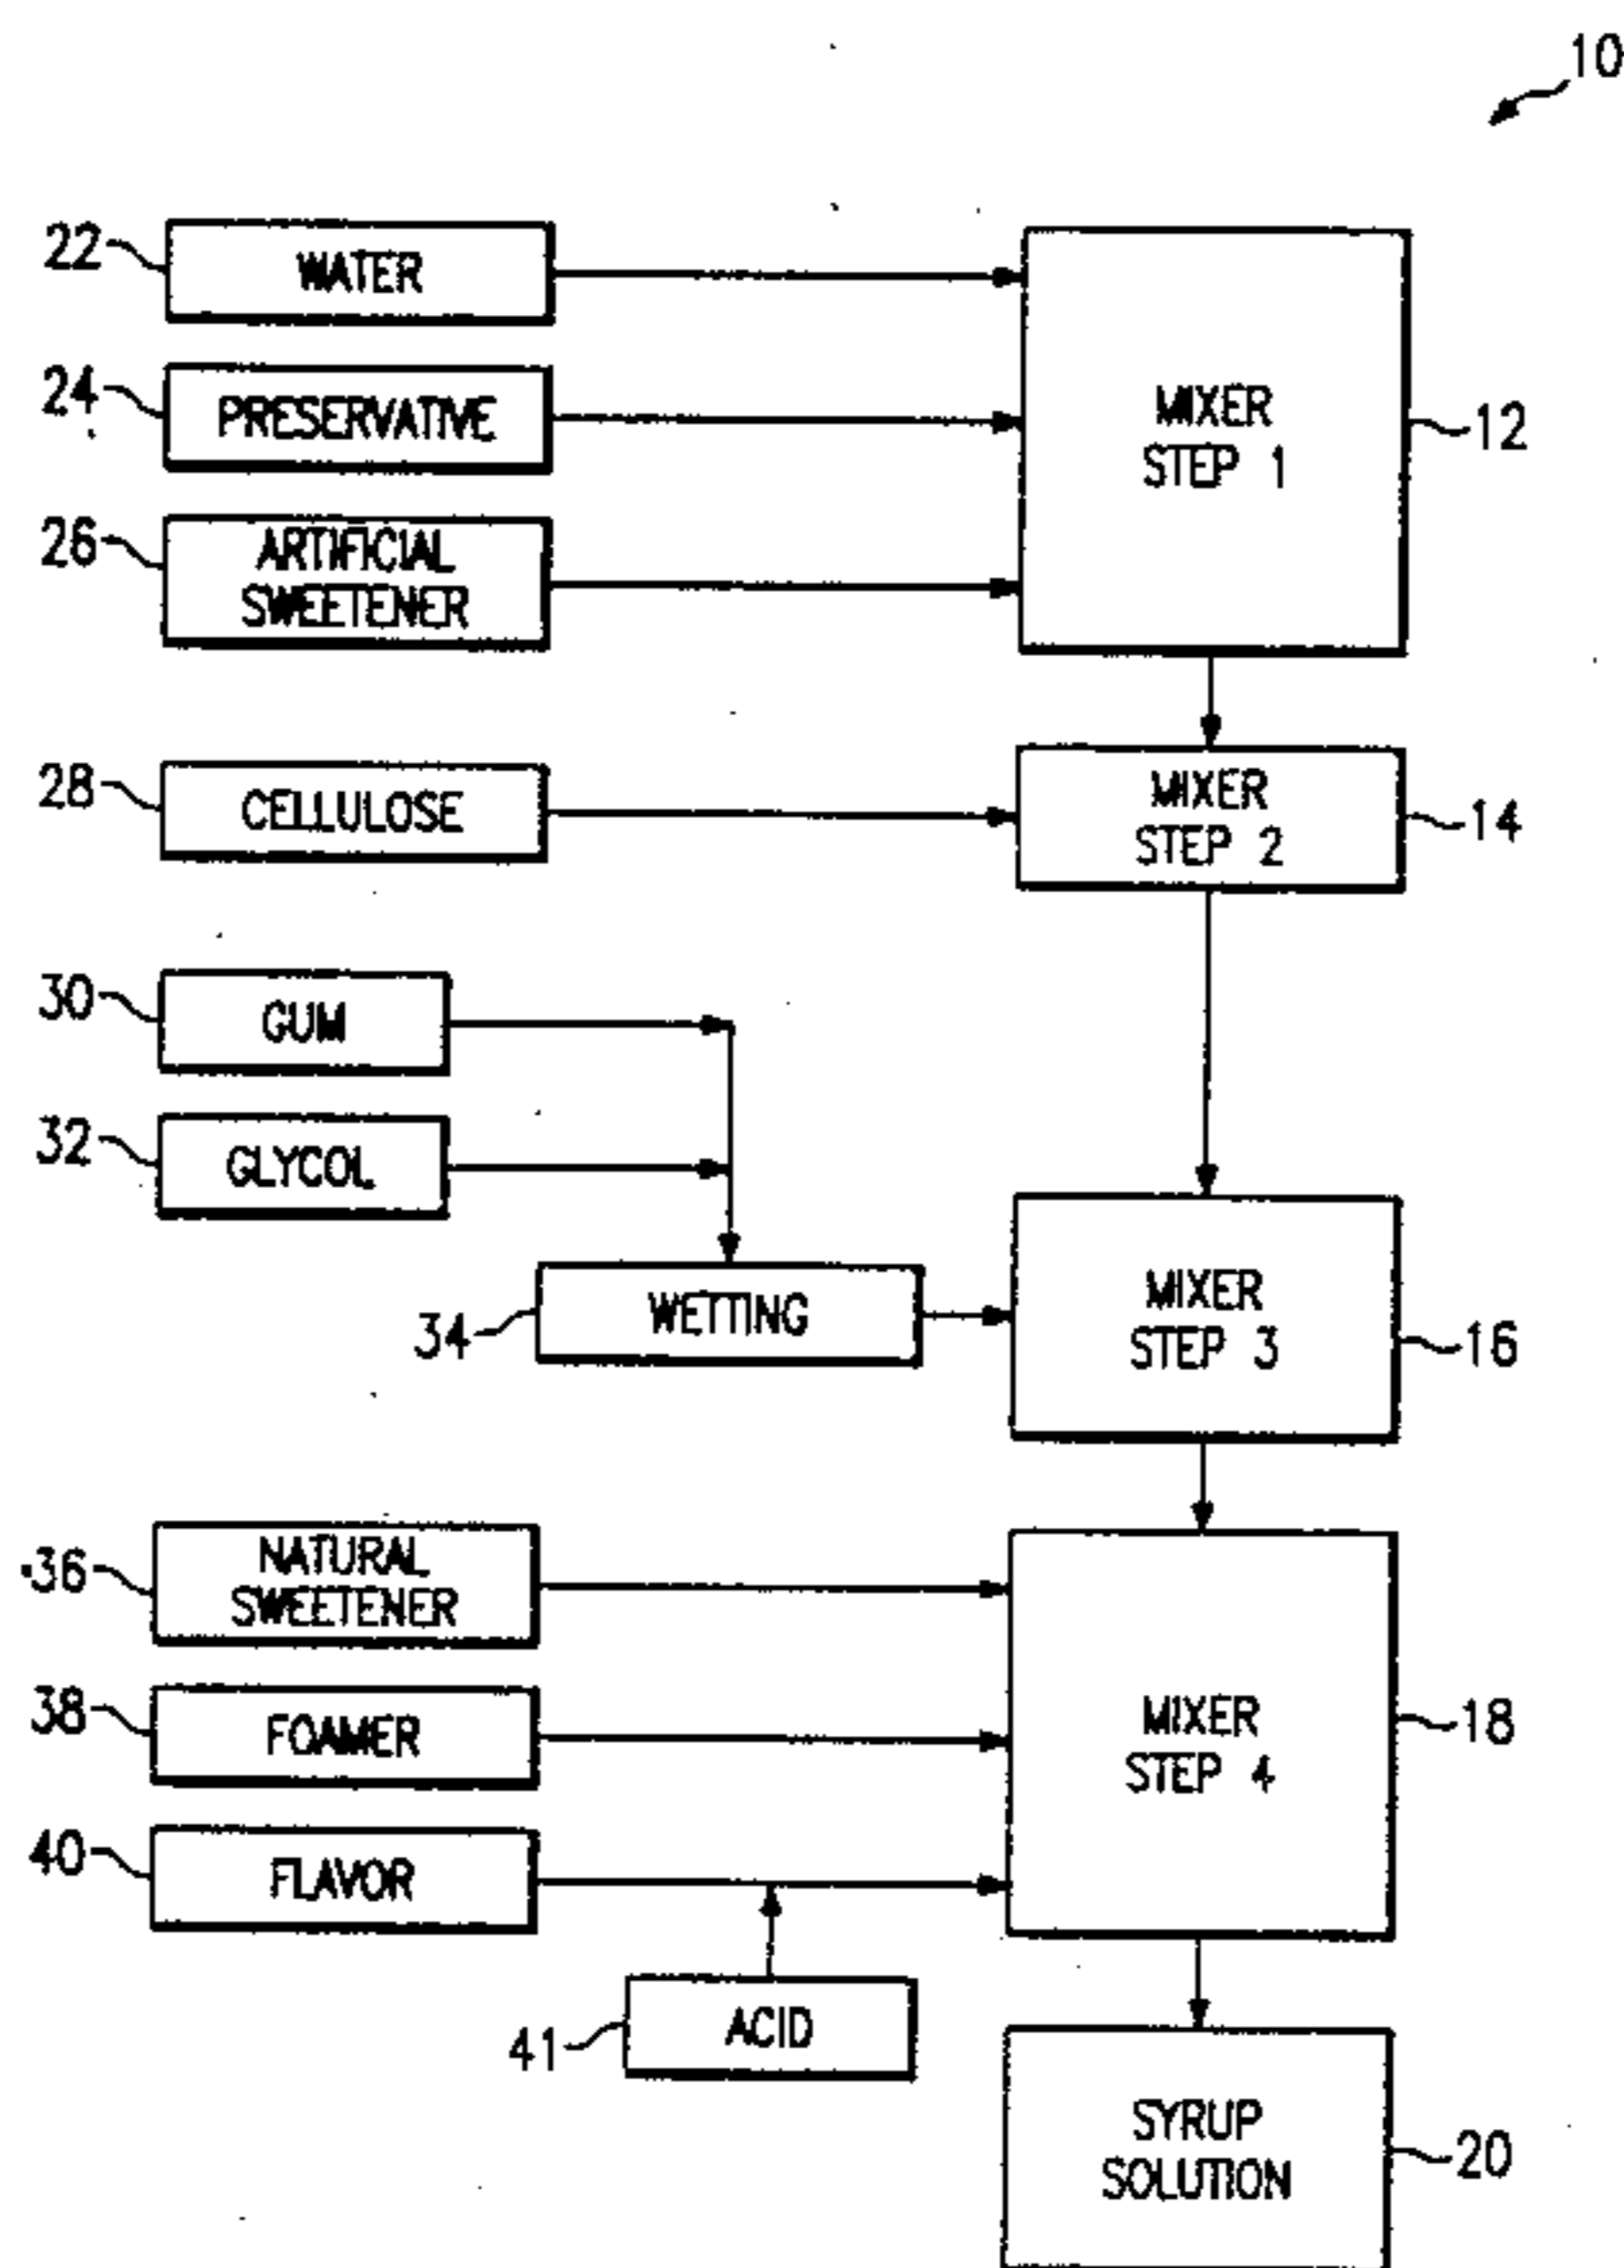 10
22
WATER
24
PRESERVATIVE
MIXER
STEP 1
12
26
ARTIFICIAL
SWEETENER
28
CELLULOSE
MIXER
STEP 2
14
30
GUM
32
GLYCOL
34
WETTING
MIXER
STEP 3
16
36
NATURAL
SWEETENER
38
FOAMER
MIXER
STEP 4
18
40
FLAVOR
41
ACID
SYRUP
SOLUTION
20